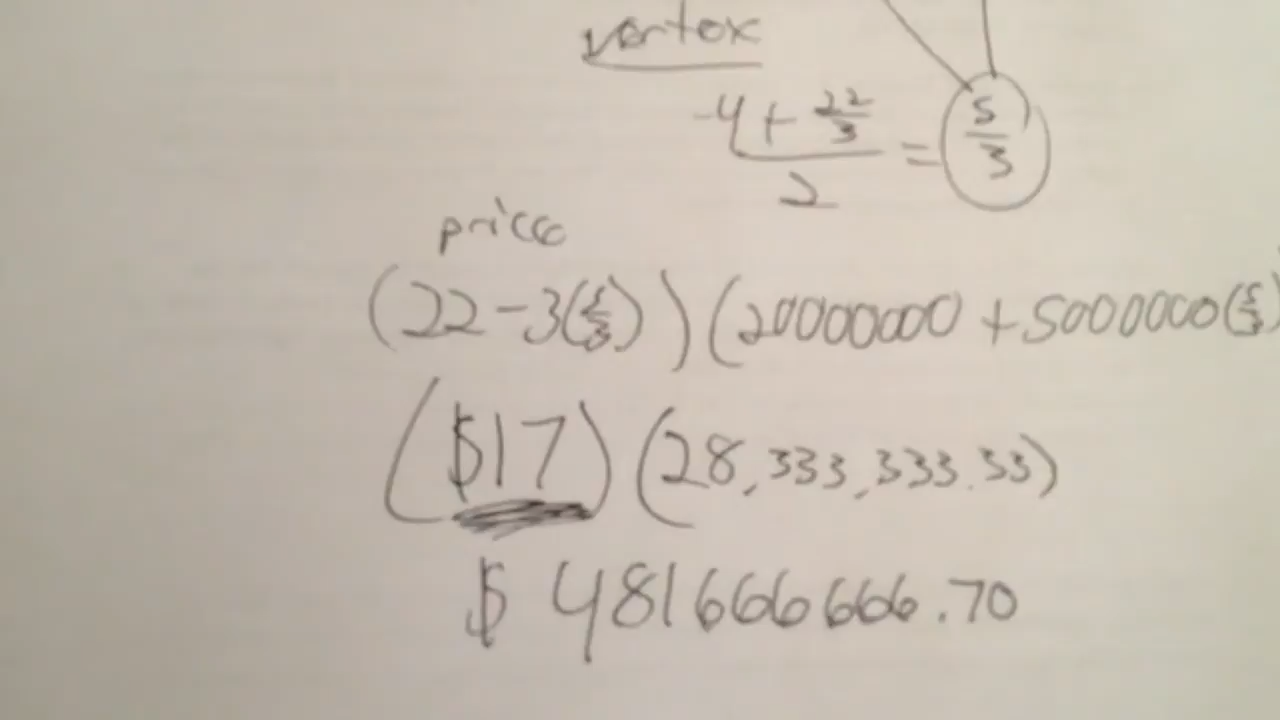 vertex
-4 + 22/3
2
= 5/3
price
(22 - 3(5/3)) (20000000 + 5000000(5/3)
($17) (28,333,333.33)
$ 481666666.70